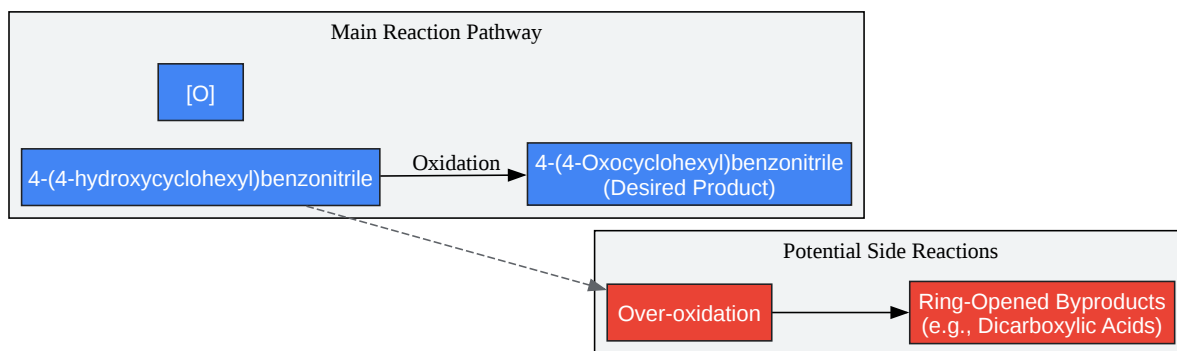 Main Reaction Pathway
[O]
4-(4-hydroxycyclohexyl)benzonitrile
Oxidation
4-(4-Oxocyclohexyl)benzonitrile
(Desired Product)
Potential Side Reactions
Over-oxidation
Ring-Opened Byproducts
(e.g., Dicarboxylic Acids)